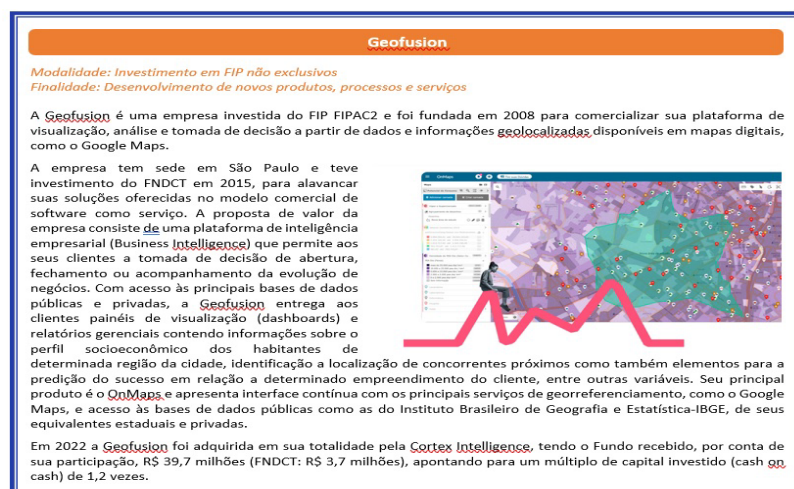 Geofusion
Modalidade: Investimento em FIP não exclusivos
Finalidade: Desenvolvimento de novos produtos, processos e serviços
A Geofusion é uma empresa investida do FIP FIPAC2 e foi fundada em 2008 para comercializar sua plataforma de
visualização, análise e tomada de decisão a partir de dados e informações geolocalizadas disponíveis em mapas digitais,
como o Google Maps.
A empresa tem sede em São Paulo e teve
investimento do FNDCT em 2015, para alavancar
suas soluções oferecidas no modelo comercial de
software como serviço. A proposta de valor da
empresa consiste de uma plataforma de inteligência
empresarial (Business Intelligence) que permite aos
seus clientes a tomada de decisão de abertura,
fechamento ou acompanhamento da evolução de
negócios. Com acesso às principais bases de dados
públicas e privadas, a Geofusion entrega aos
clientes painéis de visualização (dashboards) e
relatórios gerenciais contendo informações sobre o
perfil socioeconômico dos habitantes de
determinada região da cidade, identificação a localização de concorrentes próximos como também elementos para a
predição do sucesso em relação a determinado empreendimento do cliente, entre outras variáveis. Seu principal
produto é o OnMaps e apresenta interface contínua com os principais serviços de georreferenciamento, como o Google
Maps, e acesso às bases de dados públicas como as do Instituto Brasileiro de Geografia e Estatística-IBGE, de seus
equivalentes estaduais e privadas.
Em 2022 a Geofusion foi adquirida em sua totalidade pela Cortex Intelligence, tendo o Fundo recebido, por conta de
sua participação, R$ 39,7 milhões (FNDCT: R$ 3,7 milhões), apontando para um múltiplo de capital investido (cash on
cash) de 1,2 vezes.
OnMaps